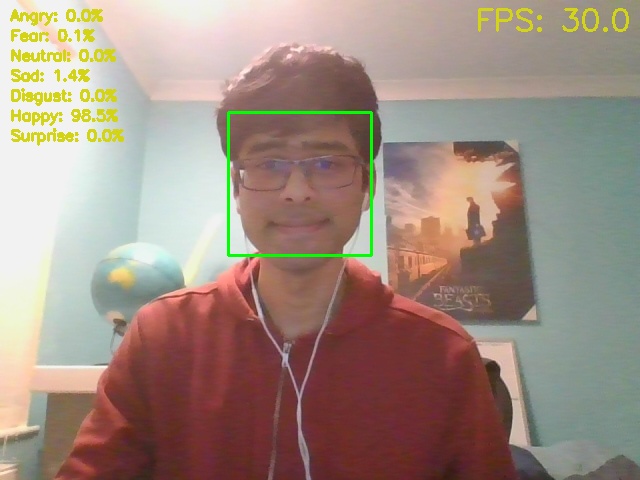 Angry: 0.0%
Fear: 0.1%
Neutral: 0.0%
Sad: 1.4%
Disgust: 0.0%
Happy: 98.5%
Surprise: 0.0%
FPS: 30.0
FANTASTIC
BEASTS